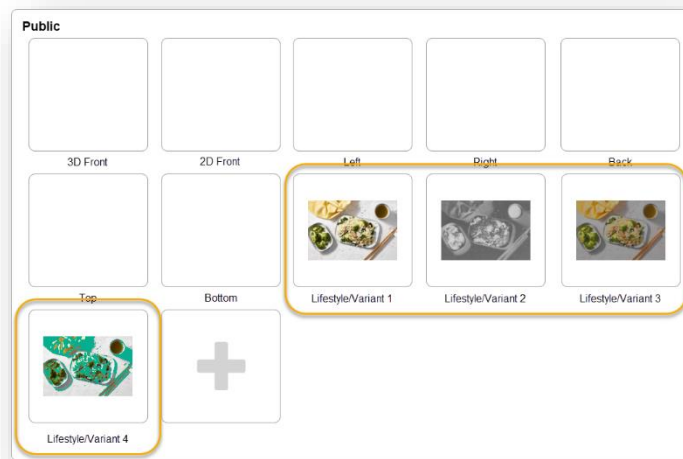 Public
3D Front
2D Front
Left
Right
Back
Top
Bottom
Lifestyle/Variant 1
Lifestyle/Variant 2
Lifestyle/Variant 3
Lifestyle/Variant 4